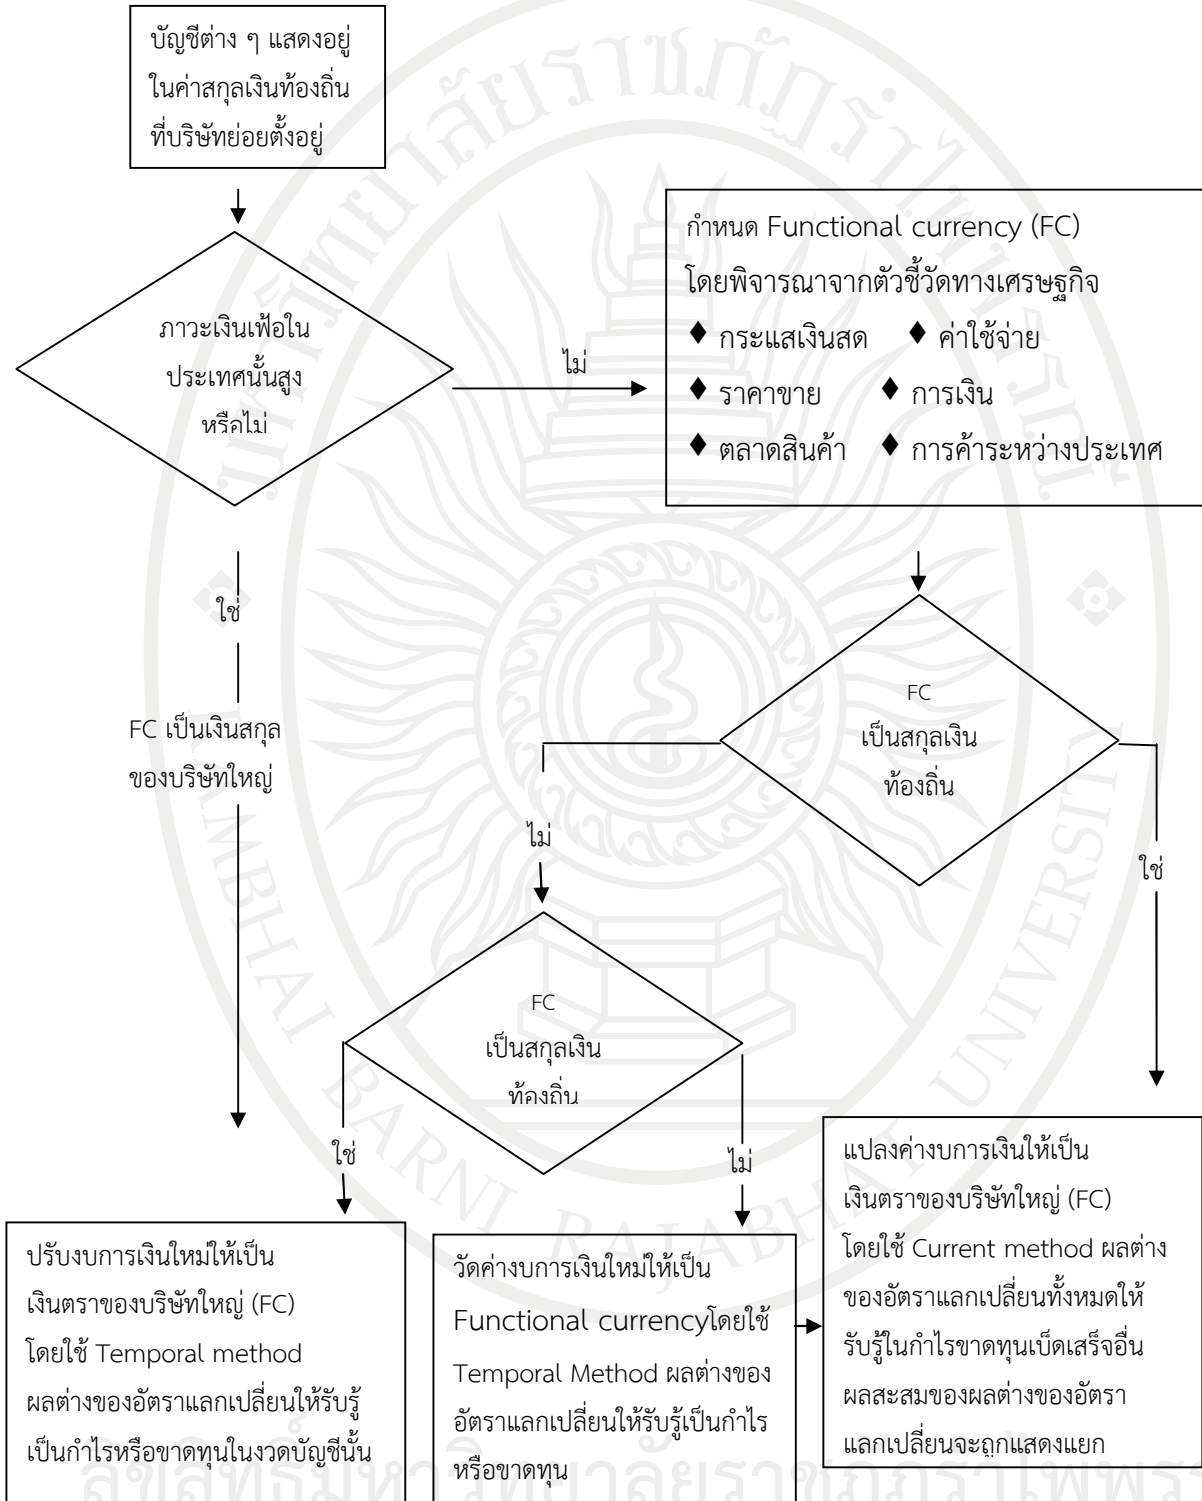 บัญชีต่าง ๆ แสดงอยู่
ในค่าสกุลเงินท้องถิ่น
ที่บริษัทย่อยตั้งอยู่
ภาวะเงินเฟ้อใน
ประเทศนั้นสูง
หรือไม่
ไม่
กำหนด Functional currency (FC)
โดยพิจารณาจากตัวชี้วัดทางเศรษฐกิจ
♦ กระแสเงินสด ♦ ค่าใช้จ่าย
♦ ราคาขาย ♦ การเงิน
♦ ตลาดสินค้า ♦ การค้าระหว่างประเทศ
ใช่
FC เป็นเงินสกุล
ของบริษัทใหญ่
FC
เป็นสกุลเงิน
ท้องถิ่น
ไม่
ใช่
FC
เป็นสกุลเงิน
ท้องถิ่น
ใช่
ไม่
ปรับงบการเงินใหม่ให้เป็น
เงินตราของบริษัทใหญ่ (FC)
โดยใช้ Temporal method
ผลต่างของอัตราแลกเปลี่ยนให้รับรู้
เป็นกำไรหรือขาดทุนในงวดบัญชีนั้น
วัดค่างบการเงินใหม่ให้เป็น
Functional currencyโดยใช้
Temporal Method ผลต่างของ
อัตราแลกเปลี่ยนให้รับรู้เป็นกำไร
หรือขาดทุน
แปลงค่างบการเงินให้เป็น
เงินตราของบริษัทใหญ่ (FC)
โดยใช้ Current method ผลต่าง
ของอัตราแลกเปลี่ยนทั้งหมดให้
รับรู้ในกำไรขาดทุนเบ็ดเสร็จอื่น
ผลสะสมของผลต่างของอัตรา
แลกเปลี่ยนจะถูกแสดงแยก
มหาวิทยาลัยราชภัฏรำไพพรรณี
RAMBHAI BARNI RAJABHAT UNIVERSITY